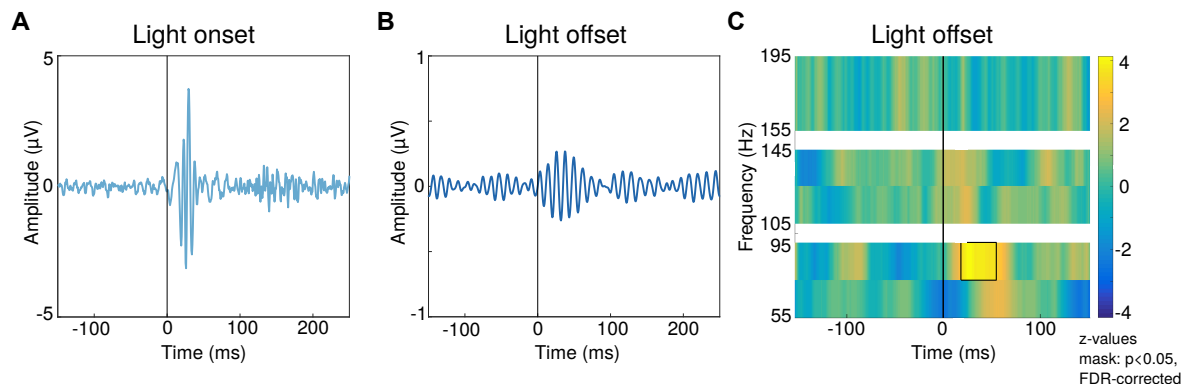 A
Light onset
5
0
-5
Amplitude (µV)
-100
0
100
200
Time (ms)
B
Light offset
1
0
-1
Amplitude (µV)
-100
0
100
200
Time (ms)
C
Light offset
195
155
145
105
95
55
Frequency (Hz)
-100
0
100
Time (ms)
4
2
0
-2
-4
z-values
mask: p<0.05,
FDR-corrected